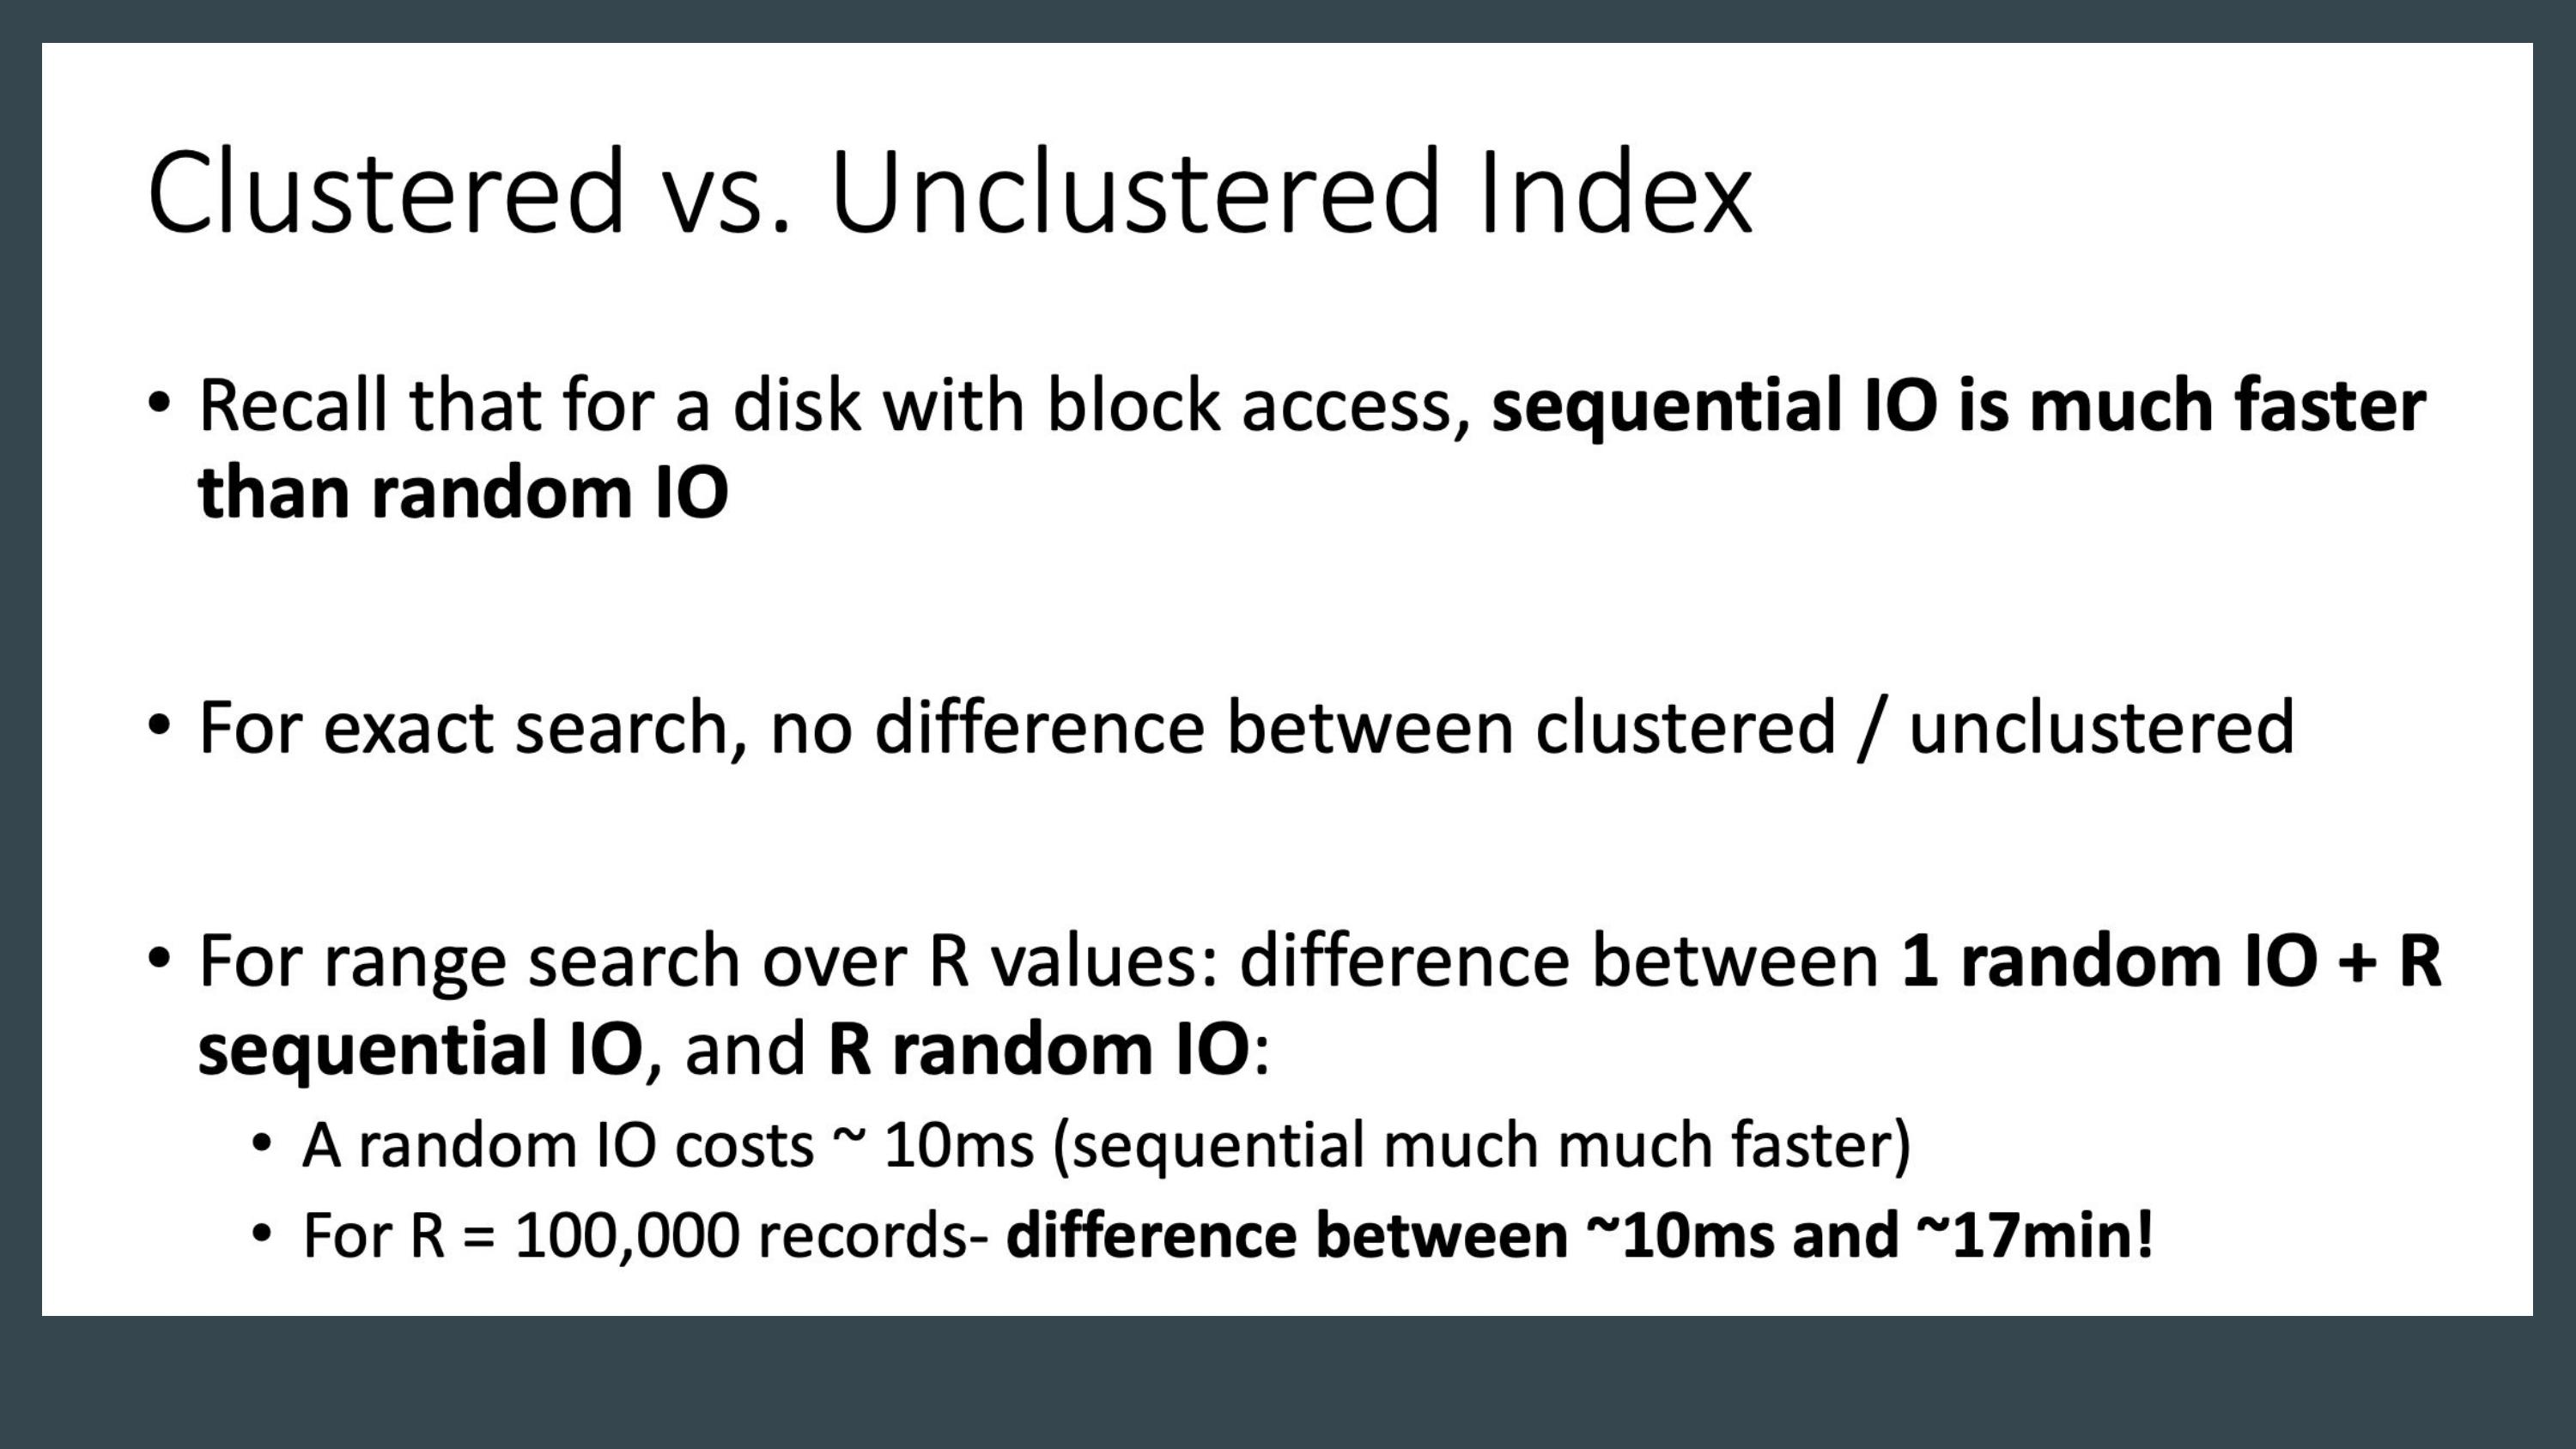 Clustered vs. Unclustered Index
• Recall that for a disk with block access, sequential IO is much faster
than random IO
• For exact search, no difference between clustered / unclustered
• For range search over R values: difference between 1 random IO + R
sequential IO, and R random IO:
• A random IO costs ~ 10ms (sequential much much faster)
• For R = 100,000 records- difference between ~10ms and ~17min!